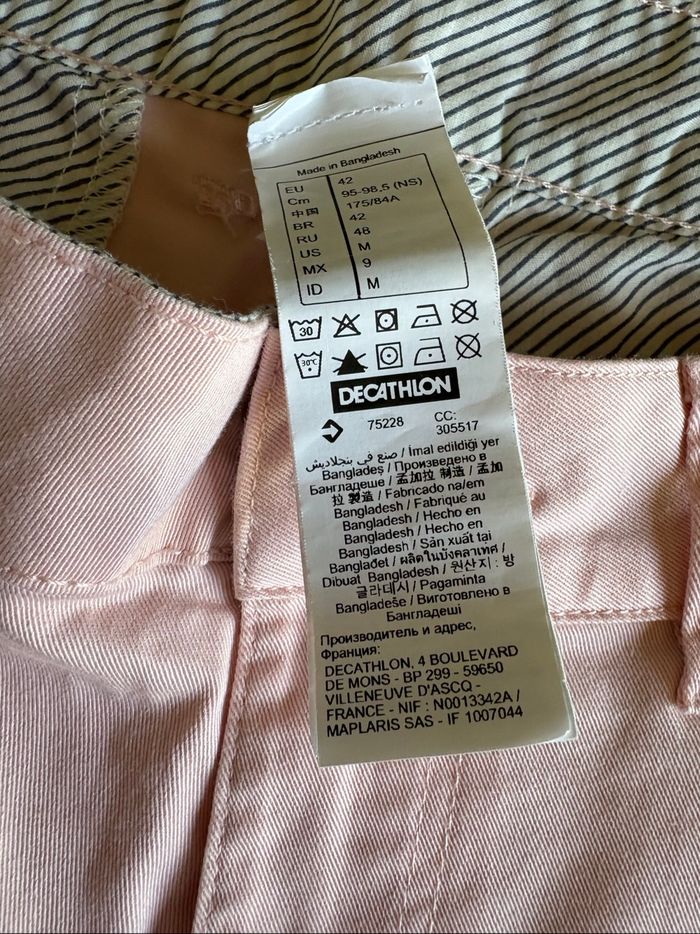 Made in Bangladesh
EU 42
Cm 95-98,5 (NS)
中国 175/84A
BR 42
RU 48
US M
MX 9
ID M
30
30°C
DECATHLON
75228 CC:
305517
صنع في بنجلاديش / İmal edildiği yer
Bangladeş / Произведено в
Бангладеше / 孟加拉 制造 / 孟加
拉 製造 / Fabricado na/em
Bangladesh / Fabriqué au
Bangladesh / Hecho en
Bangladesh / Hecho en
Bangladesh / Sản xuất tại
Bangladet / ผลิตในบังคลาเทศ /
Dibuat Bangladesh / 원산지 : 방
글라데시 / Pagaminta
Bangladeše / Виготовлено в
Бангладеші
Производитель и адрес,
Франция:
DECATHLON, 4 BOULEVARD
DE MONS - BP 299 - 59650
VILLENEUVE D'ASCQ -
FRANCE - NIF : N0013342A /
MAPLARIS SAS - IF 1007044